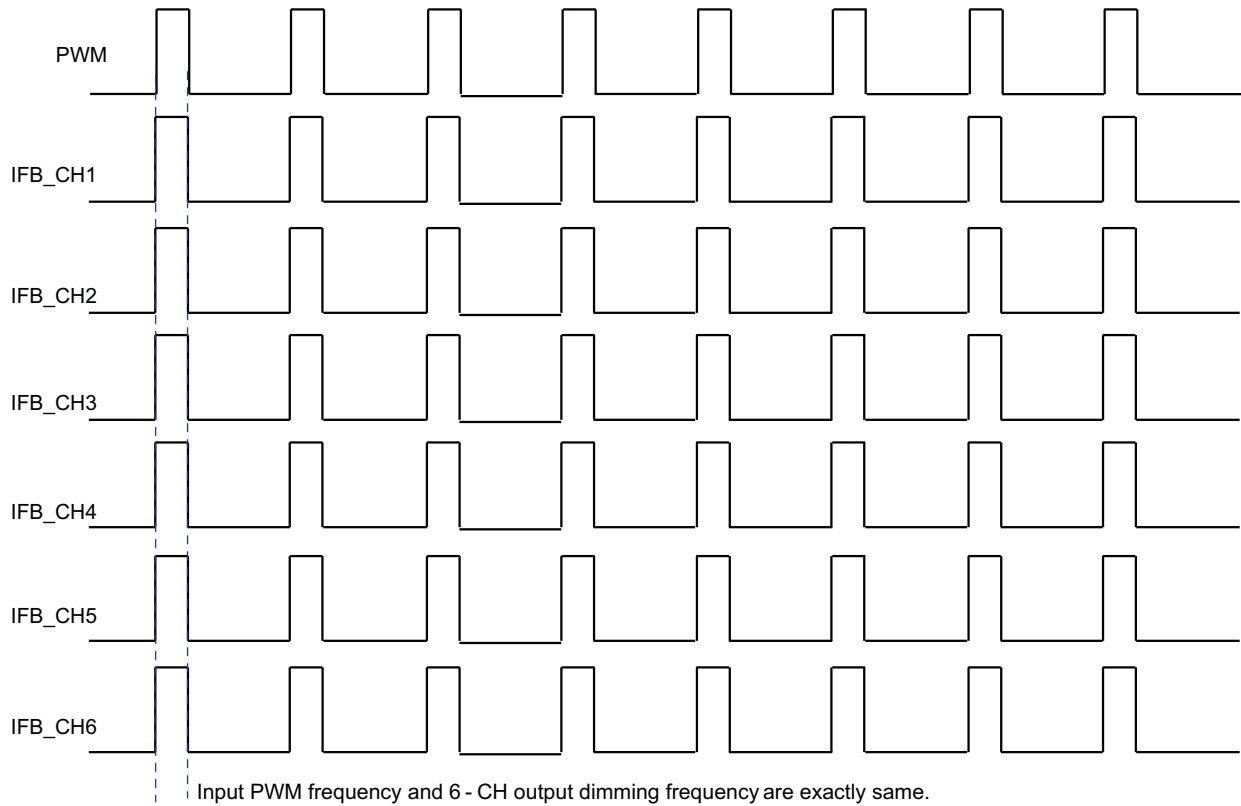 PWM
IFB_CH1
IFB_CH2
IFB_CH3
IFB_CH4
IFB_CH5
IFB_CH6
Input PWM frequency and 6 - CH output dimming frequency are exactly same.